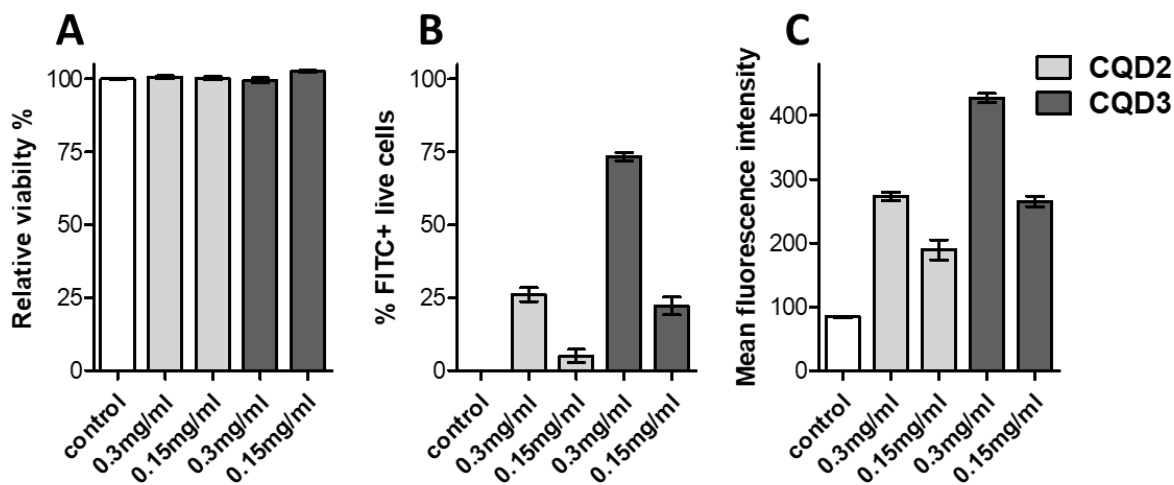 A
Relative viabilty %
100
75
50
25
0
control
0.3mg/ml
0.15mg/ml
0.3mg/ml
0.15mg/ml
B
% FITC+ live cells
100
75
50
25
0
control
0.3mg/ml
0.15mg/ml
0.3mg/ml
0.15mg/ml
C
Mean fluorescence intensity
400
300
200
100
0
control
0.3mg/ml
0.15mg/ml
0.3mg/ml
0.15mg/ml
CQD2
CQD3